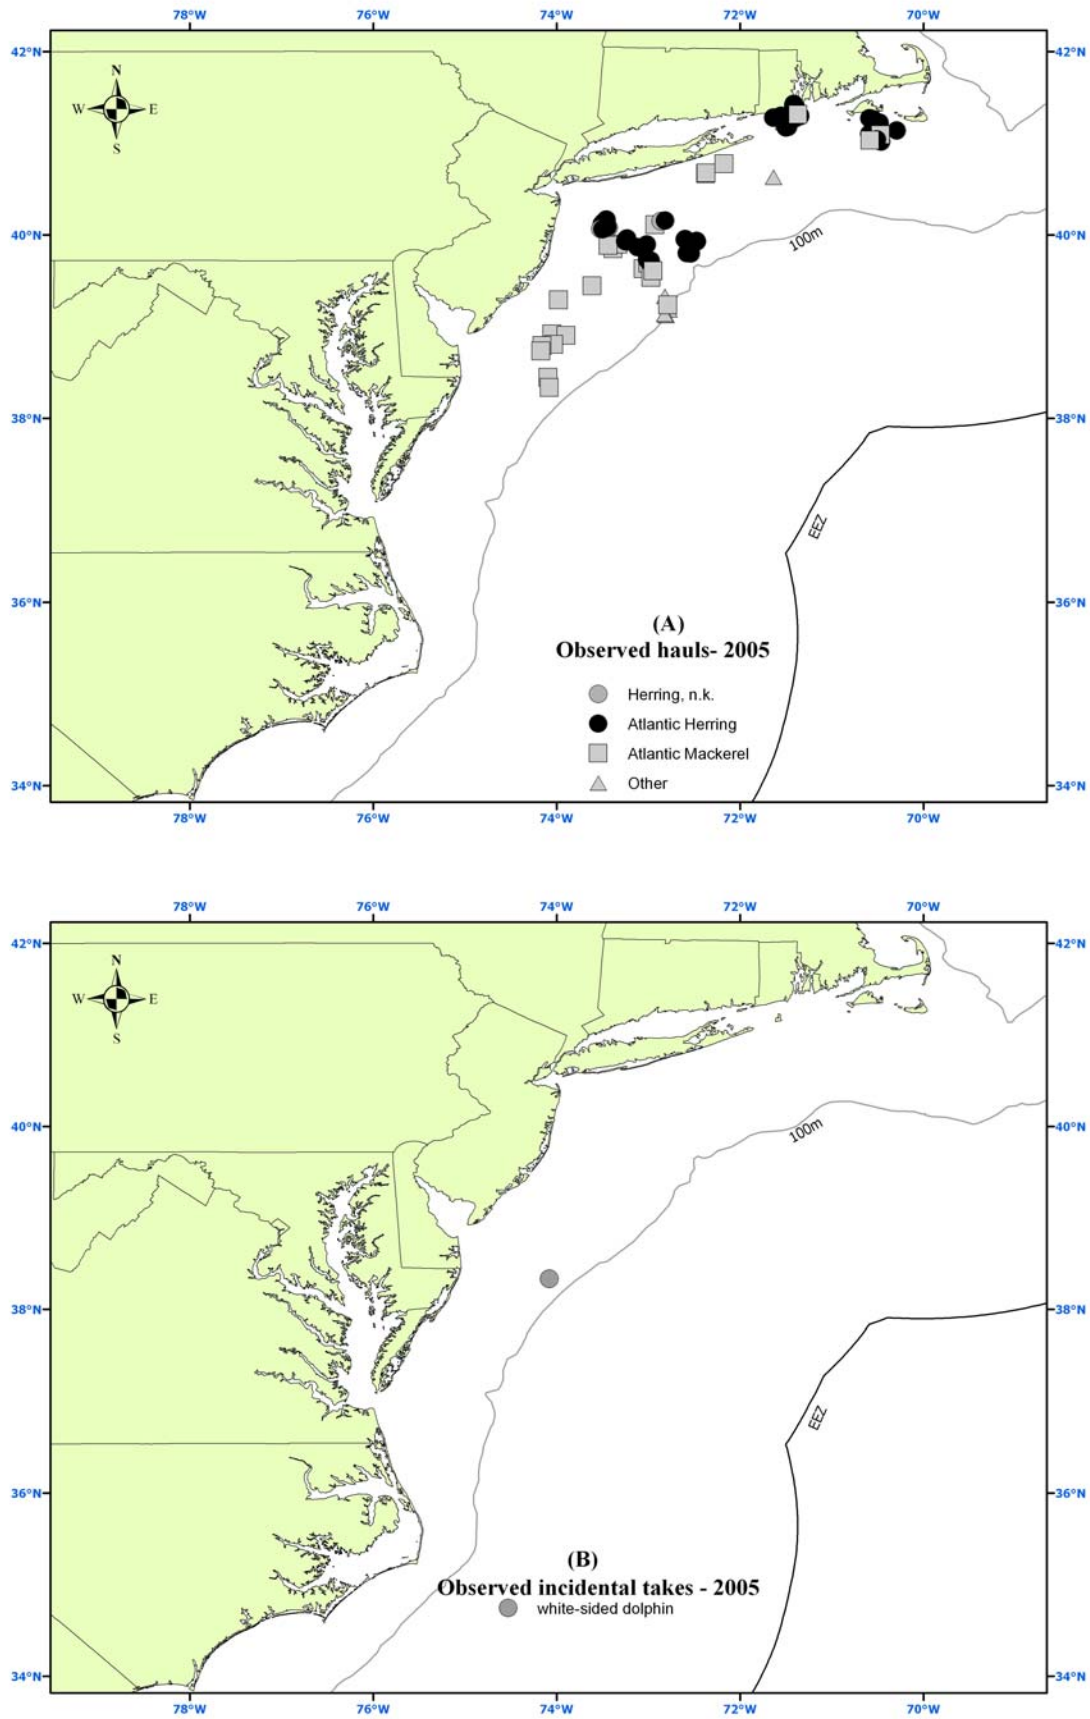 78°W 76°W 74°W 72°W 70°W
42°N 42°N
N
W E
S
40°N 40°N
100m
38°N 38°N
EEZ
36°N 36°N
(A)
Observed hauls- 2005
Herring, n.k.
Atlantic Herring
Atlantic Mackerel
Other
34°N 34°N
78°W 76°W 74°W 72°W 70°W
78°W 76°W 74°W 72°W 70°W
42°N 42°N
N
W E
S
40°N 40°N
100m
38°N 38°N
EEZ
36°N 36°N
(B)
Observed incidental takes - 2005
white-sided dolphin
34°N 34°N
78°W 76°W 74°W 72°W 70°W